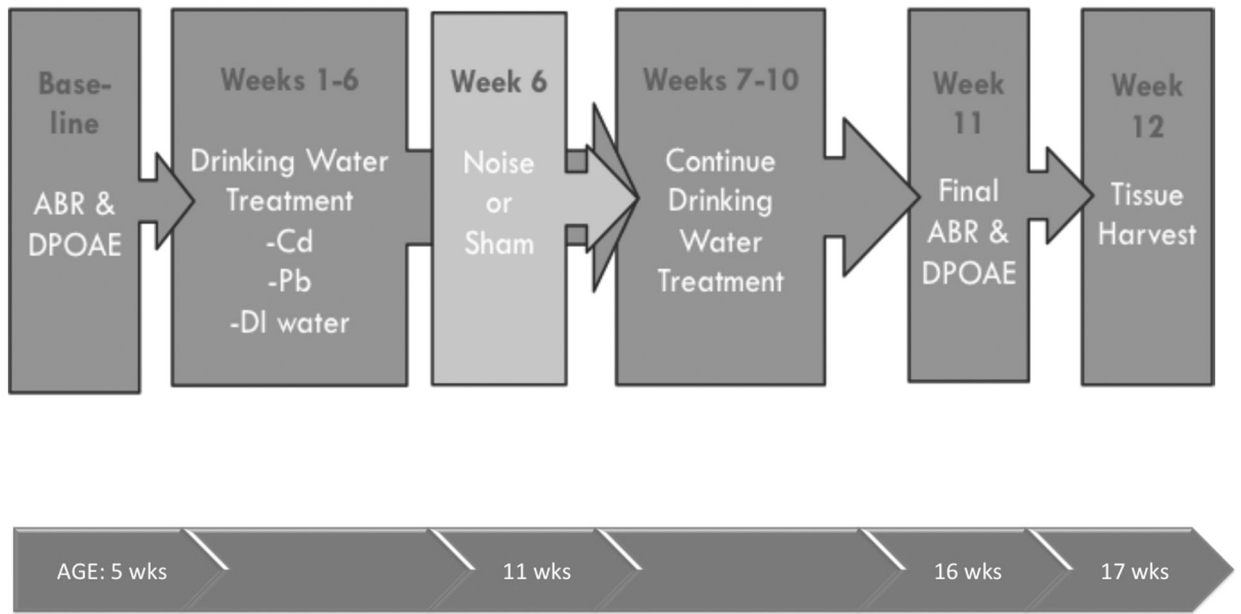 Base-
line
ABR &
DPOAE
Weeks 1-6
Drinking Water
Treatment
-Cd
-Pb
-DI water
Week 6
Noise
or
Sham
Weeks 7-10
Continue
Drinking
Water
Treatment
Week
11
Final
ABR &
DPOAE
Week
12
Tissue
Harvest
AGE: 5 wks
11 wks
16 wks
17 wks